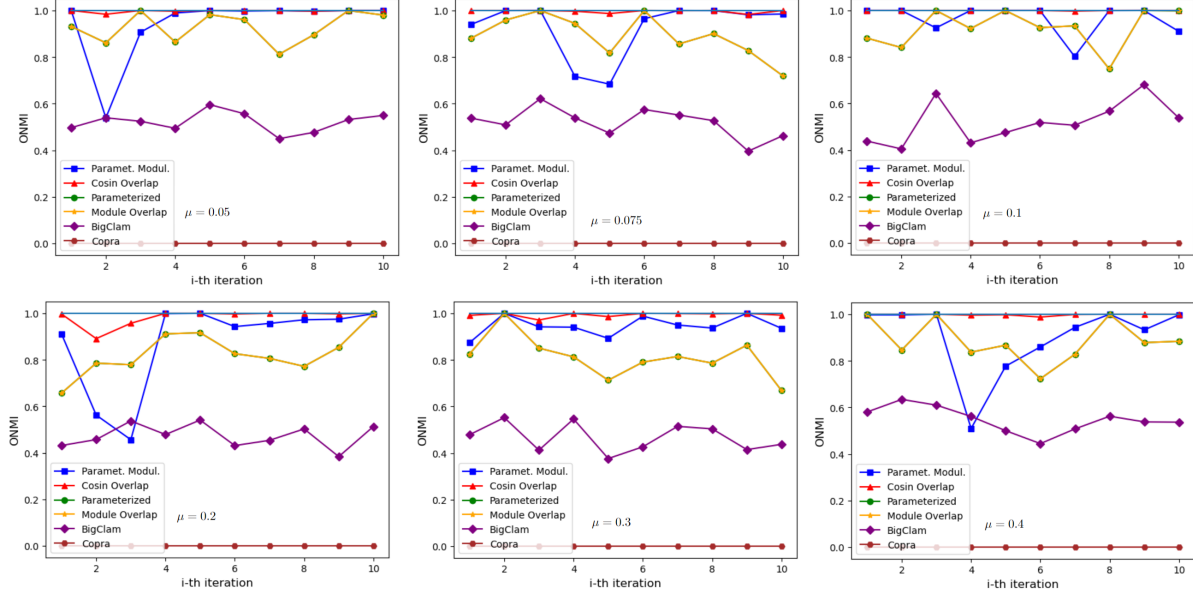 ONMI
1.0
0.8
0.6
0.4
0.2
0.0
Paramet. Modul.
Cosin Overlap
Parameterized
Module Overlap
BigClam
Copra
μ = 0.05
2
4
6
8
10
i-th iteration
ONMI
1.0
0.8
0.6
0.4
0.2
0.0
Paramet. Modul.
Cosin Overlap
Parameterized
Module Overlap
BigClam
Copra
μ = 0.075
2
4
6
8
10
i-th iteration
ONMI
1.0
0.8
0.6
0.4
0.2
0.0
Paramet. Modul.
Cosin Overlap
Parameterized
Module Overlap
BigClam
Copra
μ = 0.1
2
4
6
8
10
i-th iteration
ONMI
1.0
0.8
0.6
0.4
0.2
0.0
Paramet. Modul.
Cosin Overlap
Parameterized
Module Overlap
BigClam
Copra
μ = 0.2
2
4
6
8
10
i-th iteration
ONMI
1.0
0.8
0.6
0.4
0.2
0.0
Paramet. Modul.
Cosin Overlap
Parameterized
Module Overlap
BigClam
Copra
μ = 0.3
2
4
6
8
10
i-th iteration
ONMI
1.0
0.8
0.6
0.4
0.2
0.0
Paramet. Modul.
Cosin Overlap
Parameterized
Module Overlap
BigClam
Copra
μ = 0.4
2
4
6
8
10
i-th iteration